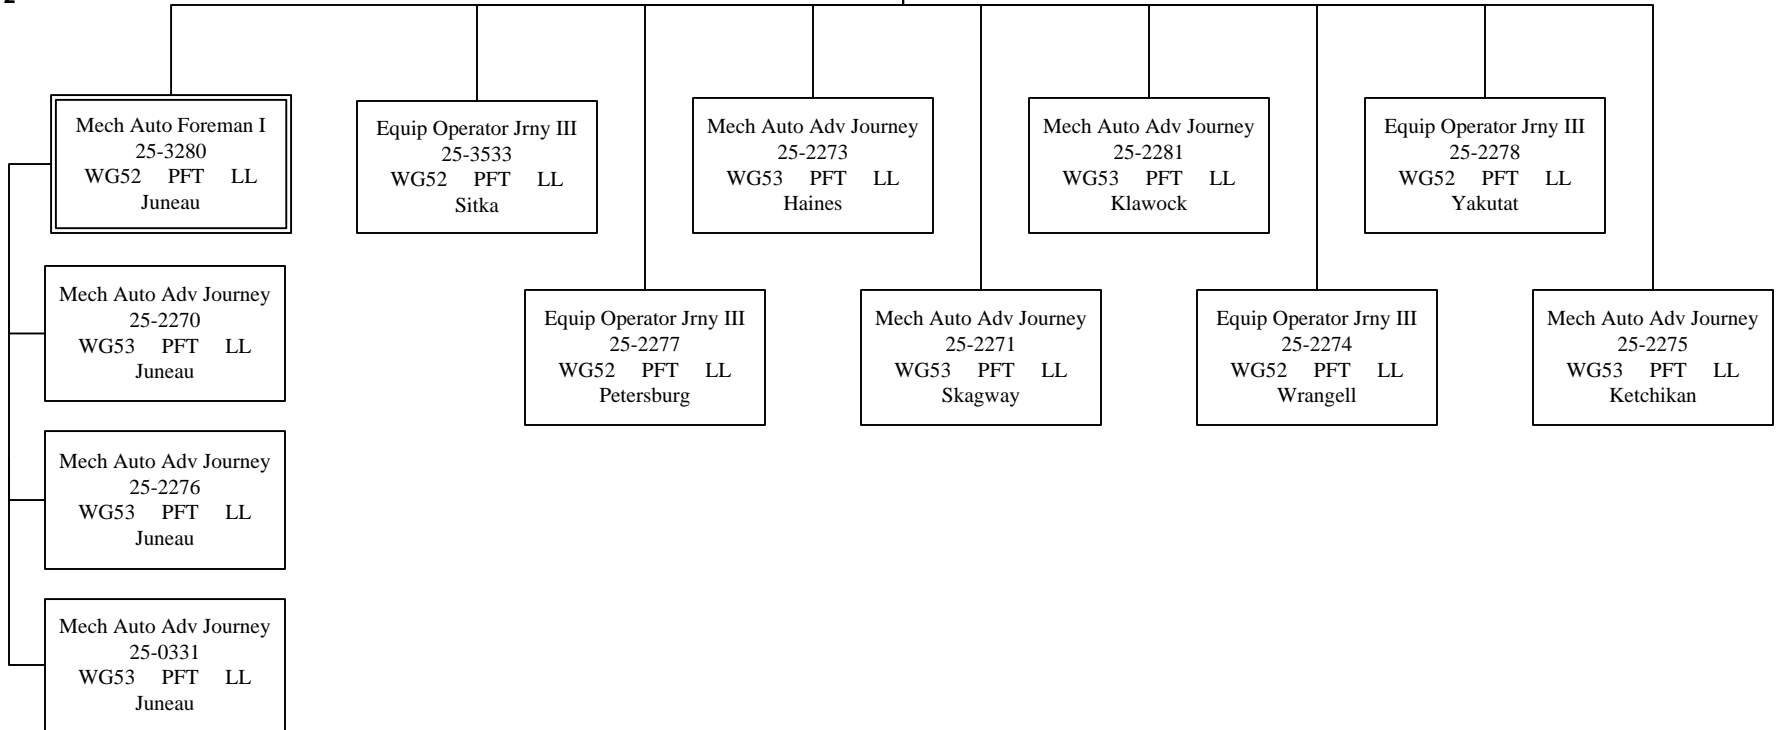 2
Mech Auto Foreman I
25-3280
WG52 PFT LL
Juneau
Equip Operator Jrny III
25-3533
WG52 PFT LL
Sitka
Mech Auto Adv Journey
25-2273
WG53 PFT LL
Haines
Mech Auto Adv Journey
25-2281
WG53 PFT LL
Klawock
Equip Operator Jrny III
25-2278
WG52 PFT LL
Yakutat
Mech Auto Adv Journey
25-2270
WG53 PFT LL
Juneau
Equip Operator Jrny III
25-2277
WG52 PFT LL
Petersburg
Mech Auto Adv Journey
25-2271
WG53 PFT LL
Skagway
Equip Operator Jrny III
25-2274
WG52 PFT LL
Wrangell
Mech Auto Adv Journey
25-2275
WG53 PFT LL
Ketchikan
Mech Auto Adv Journey
25-2276
WG53 PFT LL
Juneau
Mech Auto Adv Journey
25-0331
WG53 PFT LL
Juneau